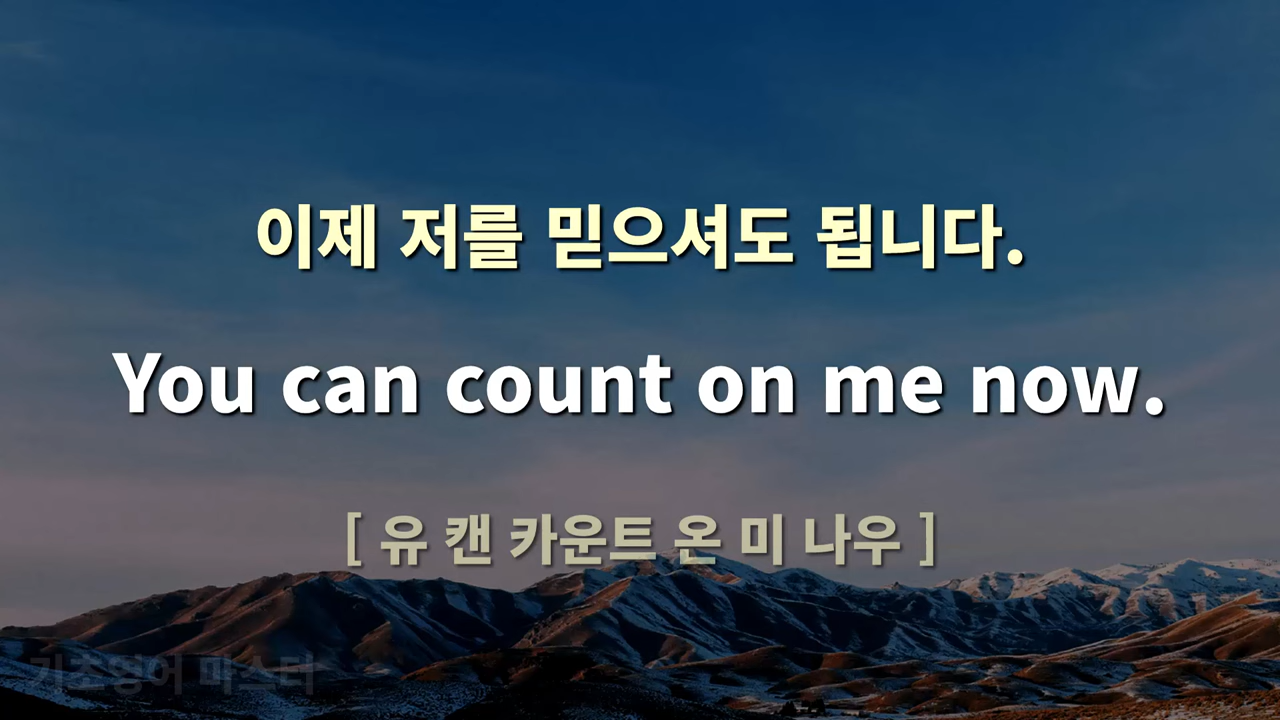 이제 저를 믿으셔도 됩니다.
You can count on me now.
[ 유 캔 카운트 온 미 나우 ]
기초영어 마스터